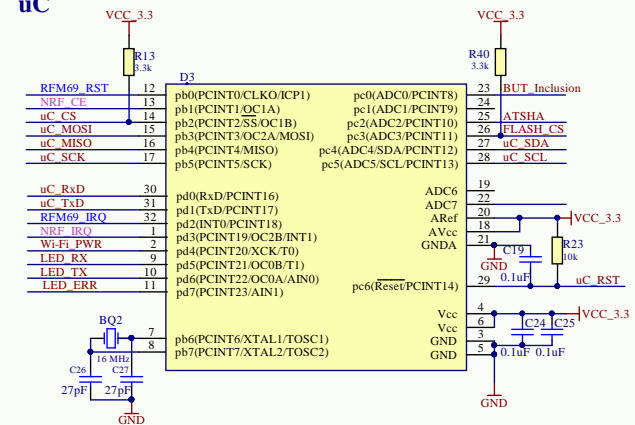 uC
VCC_3.3
VCC_3.3
R13
3.3k
R40
3.3k
D3
RFM69_RST 12 pb0(PCINT0/CLKO/ICP1)
NRF_CE 13 pb1(PCINT1/OC1A)
uC_CS 14 pb2(PCINT2/SS/OC1B)
uC_MOSI 15 pb3(PCINT3/OC2A/MOSI)
uC_MISO 16 pb4(PCINT4/MISO)
uC_SCK 17 pb5(PCINT5/SCK)
pc0(ADC0/PCINT8) 23 BUT_Inclusion
pc1(ADC1/PCINT9) 24
pc2(ADC2/PCINT10) 25 ATSHA
pc3(ADC3/PCINT11) 26 FLASH_CS
pc4(ADC4/SDA/PCINT12) 27 uC_SDA
pc5(ADC5/SCL/PCINT13) 28 uC_SCL
uC_RxD 30 pd0(RxD/PCINT16)
uC_TxD 31 pd1(TxD/PCINT17)
RFM69_IRQ 32 pd2(INT0/PCINT18)
NRF_IRQ 1 pd3(PCINT19/OC2B/INT1)
Wi-Fi_PWR 2 pd4(PCINT20/XCK/T0)
LED_RX 9 pd5(PCINT21/OC0B/T1)
LED_TX 10 pd6(PCINT22/OC0A/AIN0)
LED_ERR 11 pd7(PCINT23/AIN1)
ADC6 19
ADC7 22
ARef 20 VCC_3.3
AVcc 18
GNDA 21
GND
C19
0.1uF
R23
10k
pc6(Reset/PCINT14) 29 uC_RST
BQ2
16 MHz
7 pb6(PCINT6/XTAL1/TOSC1)
8 pb7(PCINT7/XTAL2/TOSC2)
C26
27pF
C27
27pF
GND
Vcc 4 VCC_3.3
Vcc 6
GND 3
GND 5
C24
0.1uF
C25
0.1uF
GND